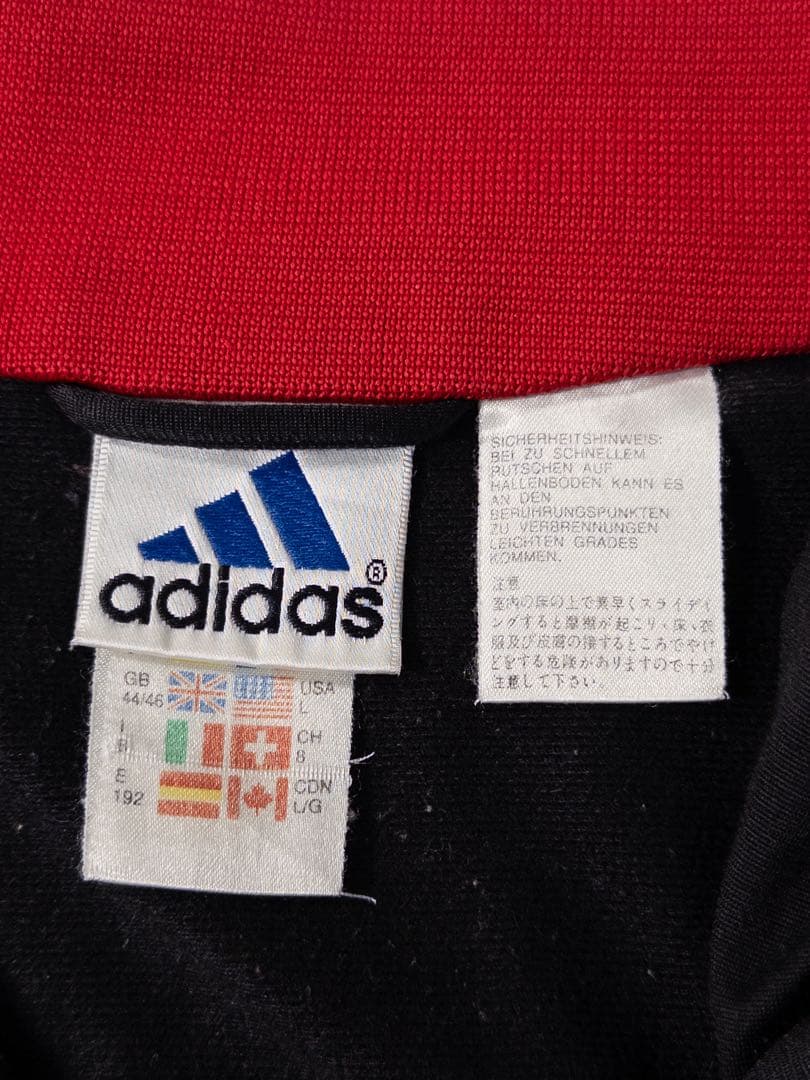 adidas®
GB
44/46
USA
L
I
8
CH
8
E
192
CDN
L/G
SICHERHEITSHINWEIS:
BEI ZU SCHNELLEM
RUTSCHEN AUF
HALLENBODEN KANN ES
AN DEN
BERÜHRUNGSPUNKTEN
ZU VERBRENNUNGEN
LEICHTEN GRADES
KOMMEN.
注意
室内の床の上で素早くスライディ
ングすると摩擦が起こり、床、衣
服及び皮膚の接するところでやけ
どをする危険がありますので十分
注意して下さい。